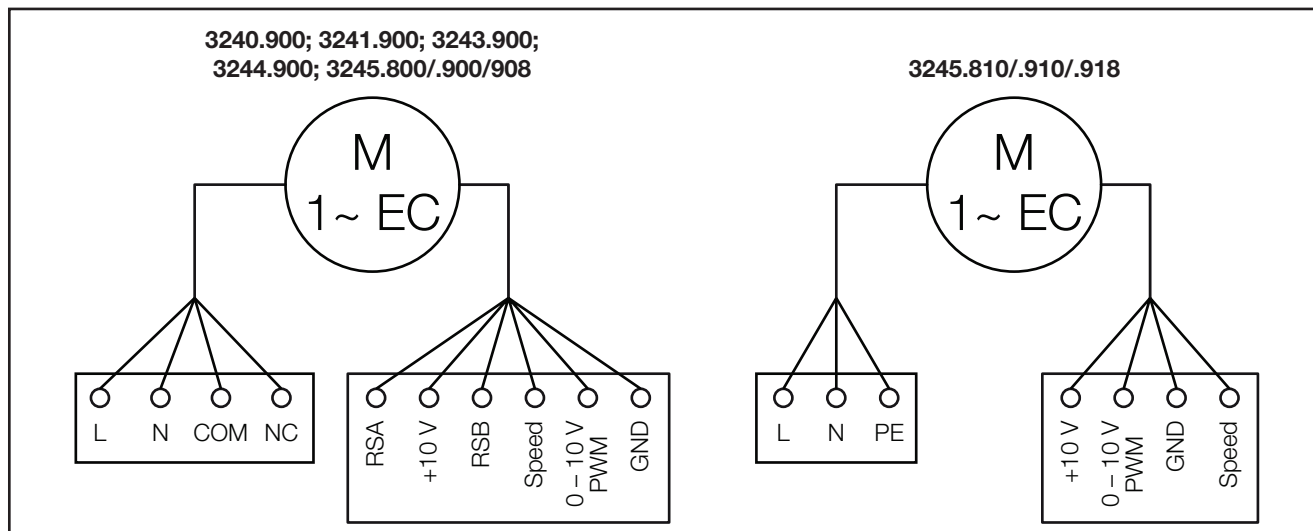 3240.900; 3241.900; 3243.900;
3244.900; 3245.800/.900/908
M
1~ EC
L N COM NC
RSA
+10 V
RSB
Speed
0 – 10 V
PWM
GND
3245.810/.910/.918
M
1~ EC
L N PE
+10 V
0 – 10 V
PWM
GND
Speed